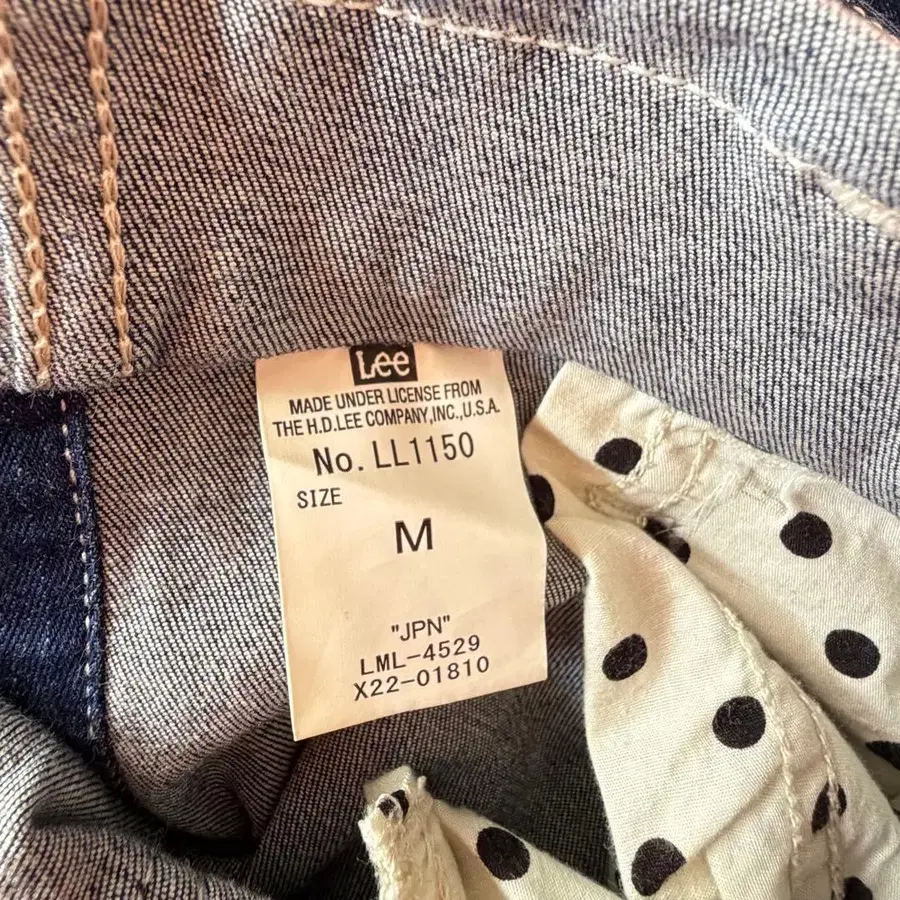 Lee
MADE UNDER LICENSE FROM
THE H.D.LEE COMPANY,INC.,U.S.A.
No. LL1150
SIZE
M
"JPN"
LML-4529
X22-01810